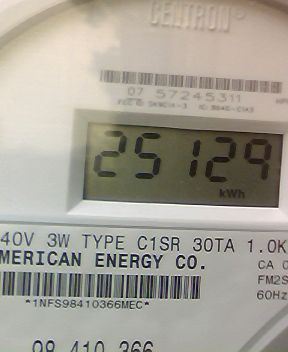 CENTRON®
07 57245311
25129
kWh
40V 3W TYPE C1SR 30TA 1.0K
MERICAN ENERGY CO.
CA 0
FM2S
60Hz
*1NFS98410366MEC*
98 410 366